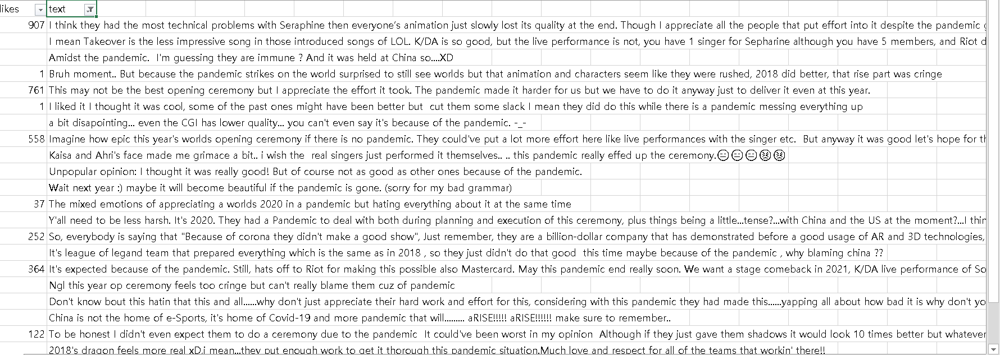 likes text
907 I think they had the most technical problems with Seraphine then everyone's animation just slowly lost its quality at the end. Though I appreciate all the people that put effort into it despite the pandemic
I mean Takeover is the less impressive song in those introduced songs of LOL. K/DA is so good, but the live performance is not, you have 1 singer for Sepharine although you have 5 members, and Riot d
Amidst the pandemic.  I'm guessing they are immune ? And it was held at China so....XD
1 Bruh moment.. But because the pandemic strikes on the world surprised to still see worlds but that animation and characters seem like they were rushed, 2018 did better, that rise part was cringe
761 This may not be the best opening ceremony but I appreciate the effort it took. The pandemic made it harder for us but we have to do it anyway just to deliver it even at this year.
1 I liked it I thought it was cool, some of the past ones might have been better but  cut them some slack I mean they did do this while there is a pandemic messing everything up
a bit disapointing... even the CGI has lower quality... you can't even say it's because of the pandemic. -_-
558 Imagine how epic this year's worlds opening ceremony if there is no pandemic. They could've put a lot more effort here like live performances with the singer etc.  But anyway it was good let's hope for th
Kaisa and Ahri's face made me grimace a bit.. i wish the  real singers just performed it themselves.. .. this pandemic really effed up the ceremony.😑😑😑😣😣
Unpopular opinion: I thought it was really good! But of course not as good as other ones because of the pandemic.
Wait next year :) maybe it will become beautiful if the pandemic is gone. (sorry for my bad grammar)
37 The mixed emotions of appreciating a worlds 2020 in a pandemic but hating everything about it at the same time
Y'all need to be less harsh. It's 2020. They had a Pandemic to deal with both during planning and execution of this ceremony, plus things being a little...tense?...with China and the US at the moment?...I thin
252 So, everybody is saying that "Because of corona they didn't make a good show", Just remember, they are a billion-dollar company that has demonstrated before a good usage of AR and 3D technologies,
It's league of legand team that prepared everything which is the same as in 2018 , so they just didn't do that good  this time maybe because of the pandemic , why blaming china ??
364 It's expected because of the pandemic. Still, hats off to Riot for making this possible also Mastercard. May this pandemic end really soon. We want a stage comeback in 2021, K/DA live performance of So
Ngl this year op ceremony feels too cringe but can't really blame them cuz of pandemic
Don't know bout this hatin that this and all......why don't just appreciate their hard work and effort for this, considering with this pandemic they had made this......yapping all about how bad it is why don't yo
China is not the home of e-Sports, it's home of Covid-19 and more pandemic that will......... aRISE!!!!! aRISE!!!!!! make sure to remember..
122 To be honest I didn't even expect them to do a ceremony due to the pandemic  It could've been worst in my opinion  Although if they just gave them shadows it would look 10 times better but whatever
2018's dragon feels more real xD.i mean...they put enough work to get it thorough this pandemic situation.Much love and respect for all of the teams that workin' there!!